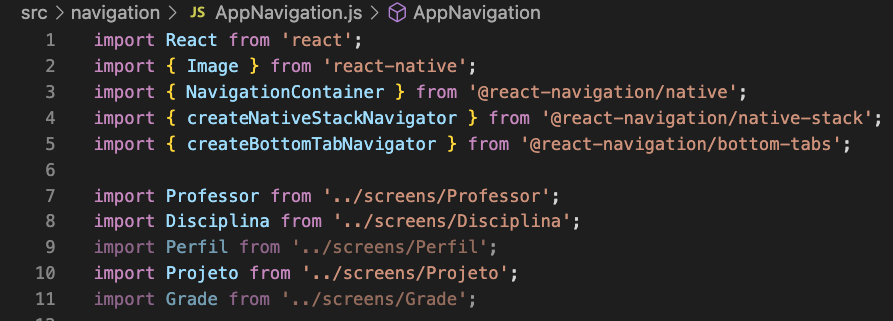 src > navigation > JS AppNavigation.js > AppNavigation
1 import React from 'react';
2 import { Image } from 'react-native';
3 import { NavigationContainer } from '@react-navigation/native';
4 import { createNativeStackNavigator } from '@react-navigation/native-stack';
5 import { createBottomTabNavigator } from '@react-navigation/bottom-tabs';
6
7 import Professor from '../screens/Professor';
8 import Disciplina from '../screens/Disciplina';
9 import Perfil from '../screens/Perfil';
10 import Projeto from '../screens/Projeto';
11 import Grade from '../screens/Grade';